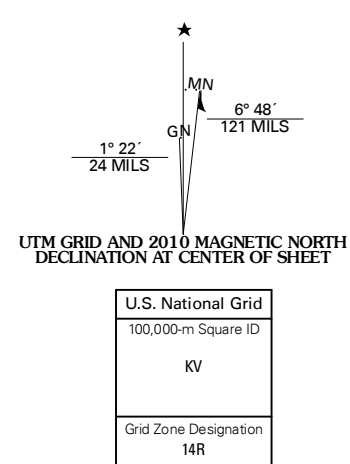 MN
GN
6° 48´
121 MILS
1° 22´
24 MILS
UTM GRID AND 2010 MAGNETIC NORTH
DECLINATION AT CENTER OF SHEET
U.S. National Grid
100,000-m Square ID
KV
Grid Zone Designation
14R